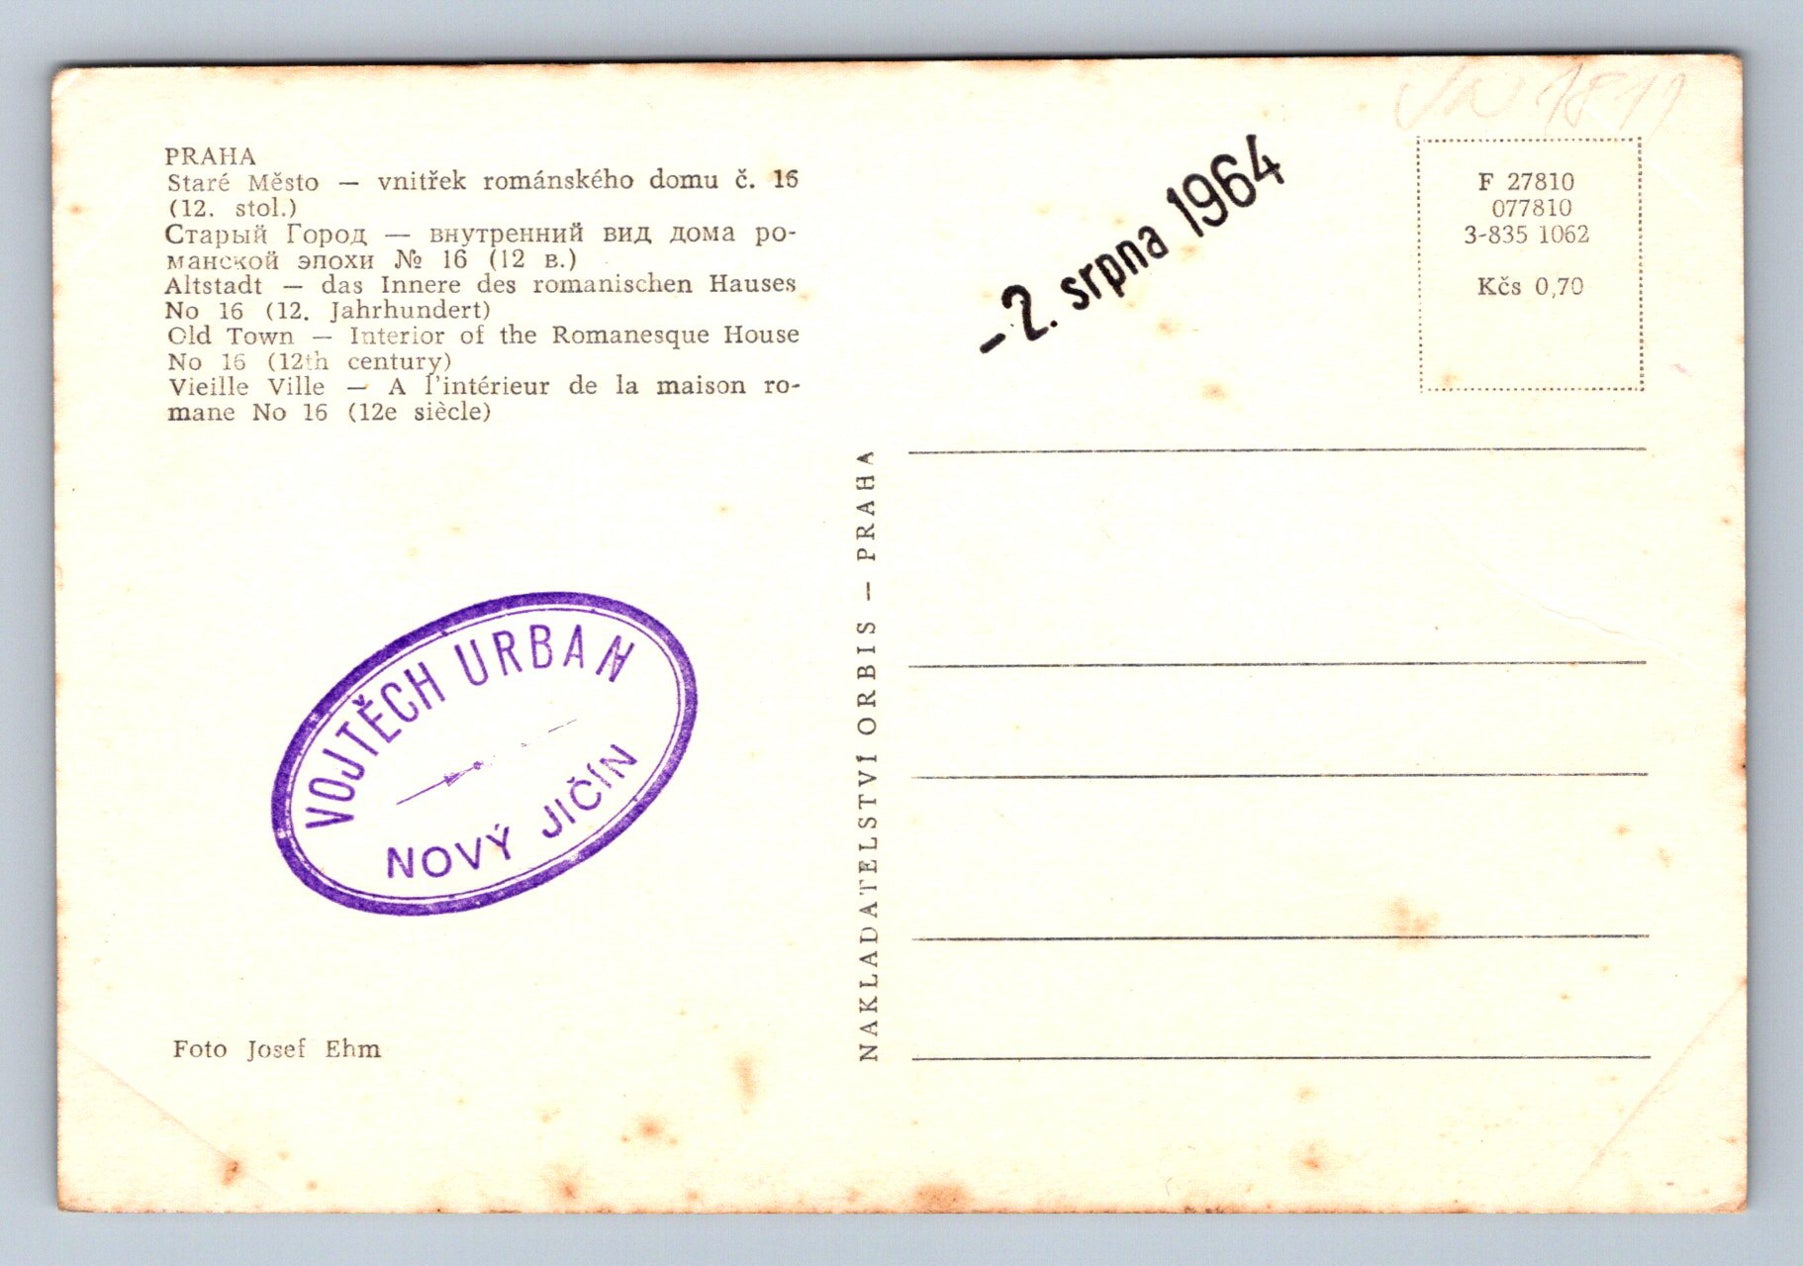 PRAHA
Staré Město — vnitřek románského domu č. 16
(12. stol.)
Старый Город — внутренний вид дома ро-
манской эпохи № 16 (12 в.)
Altstadt — das Innere des romanischen Hauses
No 16 (12. Jahrhundert)
Old Town — Interior of the Romanesque House
No 16 (12th century)
Vieille Ville — A l'intérieur de la maison ro-
mane No 16 (12e siècle)
-2. srpna 1964
F 27810
077810
3-835 1062
Kčs 0,70
VOJTĚCH URBAN
NOVÝ JIČÍN
NAKLADATELSTVÍ ORBIS — PRAHA
Foto Josef Ehm